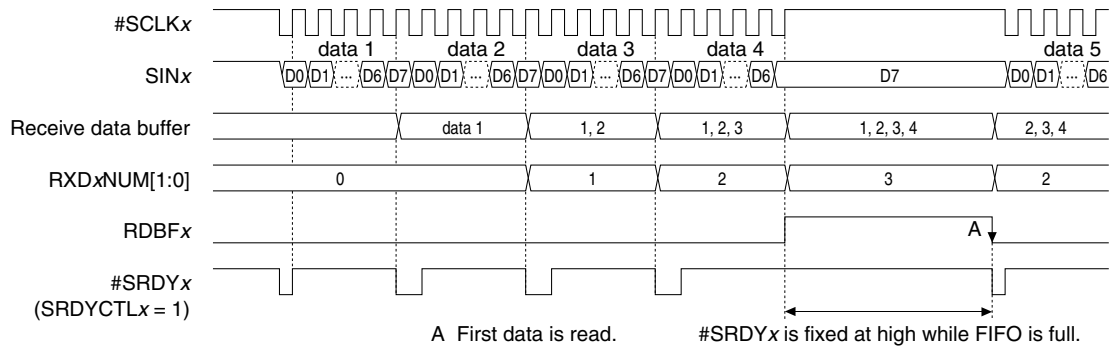 #SCLKx
data 1 data 2 data 3 data 4 data 5
SINx D0 D1 ... D6 D7 D0 D1 ... D6 D7 D0 D1 ... D6 D7 D0 D1 ... D6 D7 D0 D1 ... D6
Receive data buffer data 1 1, 2 1, 2, 3 1, 2, 3, 4 2, 3, 4
RXDxNUM[1:0] 0 1 2 3 2
RDBFx A
#SRDYx
(SRDYCTLx = 1)
A First data is read. #SRDYx is fixed at high while FIFO is full.